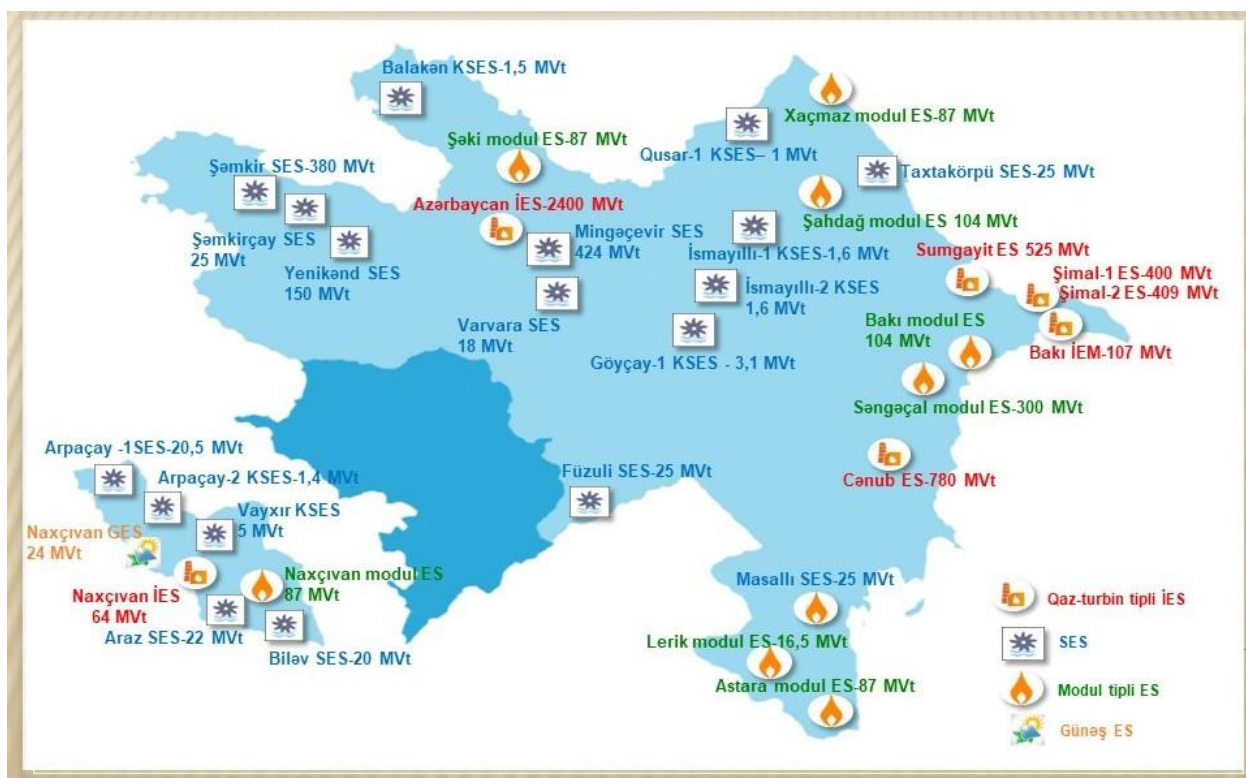 Balakən KSES-1,5 MVt
Xaçmaz modul ES-87 MVt
Şəki modul ES-87 MVt
Qusar-1 KSES– 1 MVt
Şəmkir SES-380 MVt
Taxtakörpü SES-25 MVt
Azərbaycan İES-2400 MVt
Şahdağ modul ES 104 MVt
Şəmkirçay SES
25 MVt
Mingəçevir SES
424 MVt
İsmayıllı-1 KSES-1,6 MVt
Sumgayit ES 525 MVt
Yenikənd SES
150 MVt
İsmayıllı-2 KSES
1,6 MVt
Şimal-1 ES-400 MVt
Şimal-2 ES-409 MVt
Varvara SES
18 MVt
Bakı modul ES
104 MVt
Göyçay-1 KSES - 3,1 MVt
Bakı İEM-107 MVt
Səngəçal modul ES-300 MVt
Arpaçay -1SES-20,5 MVt
Arpaçay-2 KSES-1,4 MVt
Füzuli SES-25 MVt
Cənub ES-780 MVt
Vayxır KSES
5 MVt
Naxçıvan GES
24 MVt
Naxçıvan modul ES
87 MVt
Naxçıvan İES
64 MVt
Araz SES-22 MVt
Biləv SES-20 MVt
Masallı SES-25 MVt
Lerik modul ES-16,5 MVt
Astara modul ES-87 MVt
Qaz-turbin tipli İES
SES
Modul tipli ES
Günəş ES